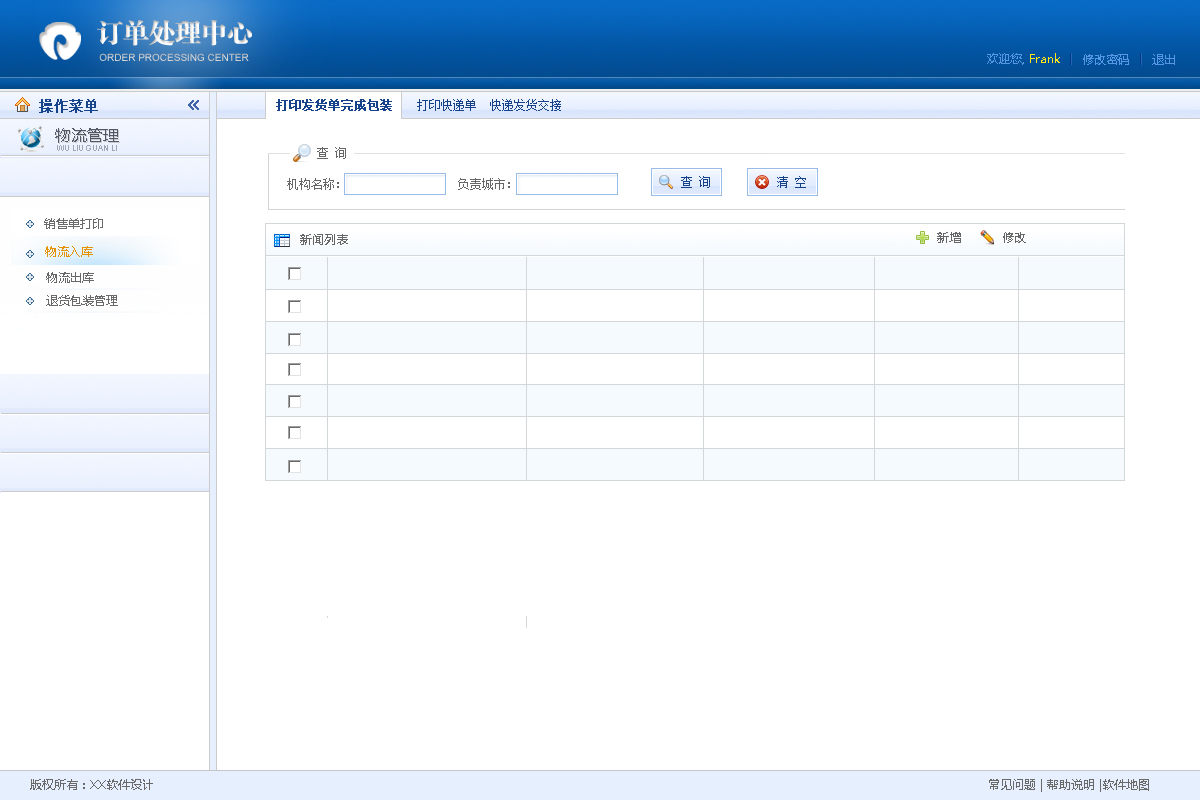 订单处理中心
ORDER PROCESSING CENTER
欢迎您, Frank | 修改密码 | 退出
操作菜单
打印发货单完成包装 打印快递单 快递发货交接
物流管理
WU LIU GUAN LI
查 询
机构名称： 负责城市： 查 询 清 空
销售单打印
物流入库
物流出库
退货包装管理
新闻列表 新增 修改
版权所有：XX软件设计
常见问题 | 帮助说明 |软件地图